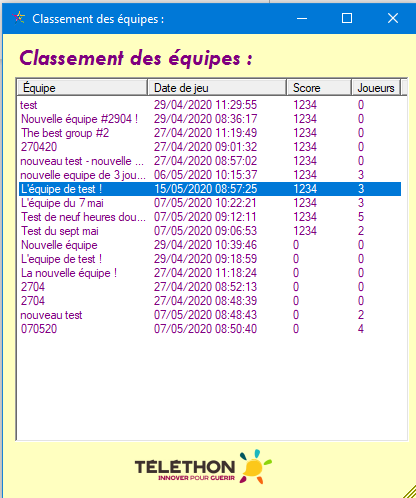 Classement des équipes :
Classement des équipes :
Équipe Date de jeu Score Joueurs
test 29/04/2020 11:29:55 1234 0
Nouvelle équipe #2904 ! 29/04/2020 08:36:17 1234 0
The best group #2 27/04/2020 11:19:49 1234 0
270420 27/04/2020 09:01:32 1234 0
nouveau test - nouvelle ... 27/04/2020 08:57:02 1234 0
nouvelle equipe de 3 jou... 06/05/2020 10:15:37 1234 3
L'équipe de test ! 15/05/2020 08:57:25 1234 3
L'équipe du 7 mai 07/05/2020 10:22:21 1234 3
Test de neuf heures dou... 07/05/2020 09:12:11 1234 5
Test du sept mai 07/05/2020 09:06:53 1234 2
Nouvelle équipe 29/04/2020 10:39:46 0 0
L'equipe de test ! 29/04/2020 09:18:59 0 0
La nouvelle équipe ! 27/04/2020 11:18:24 0 0
2704 27/04/2020 08:52:13 0 0
2704 27/04/2020 08:48:39 0 0
nouveau test 07/05/2020 08:48:43 0 2
070520 07/05/2020 08:50:40 0 4
TÉLÉTHON
INNOVER POUR GUÉRIR